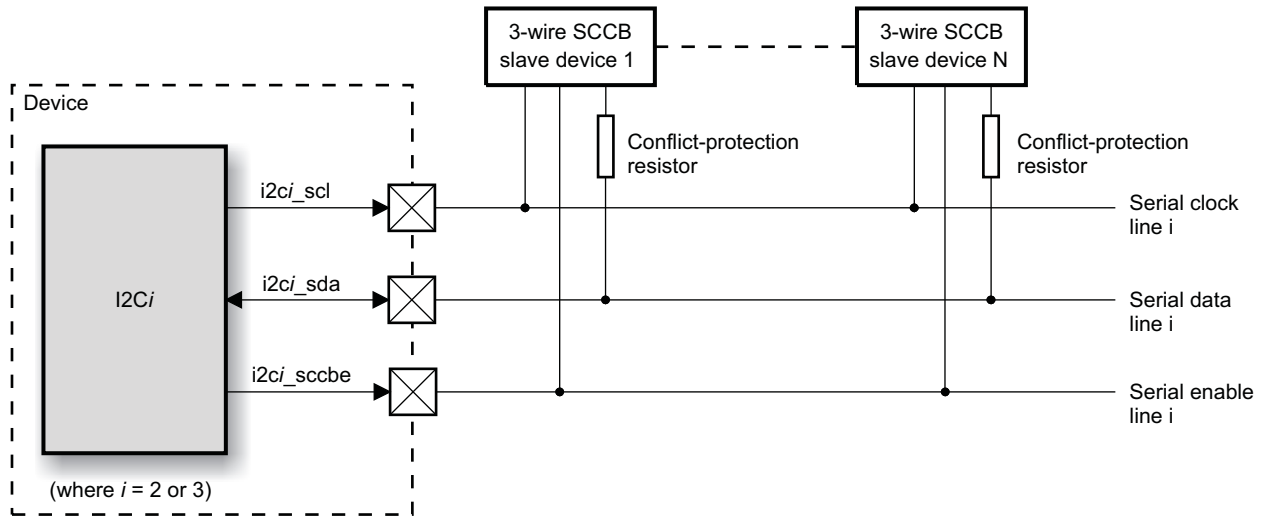 3-wire SCCB
slave device 1
3-wire SCCB
slave device N
Device
Conflict-protection
resistor
Conflict-protection
resistor
i2ci_scl
Serial clock
line i
I2Ci
i2ci_sda
Serial data
line i
i2ci_sccbe
Serial enable
line i
(where i = 2 or 3)